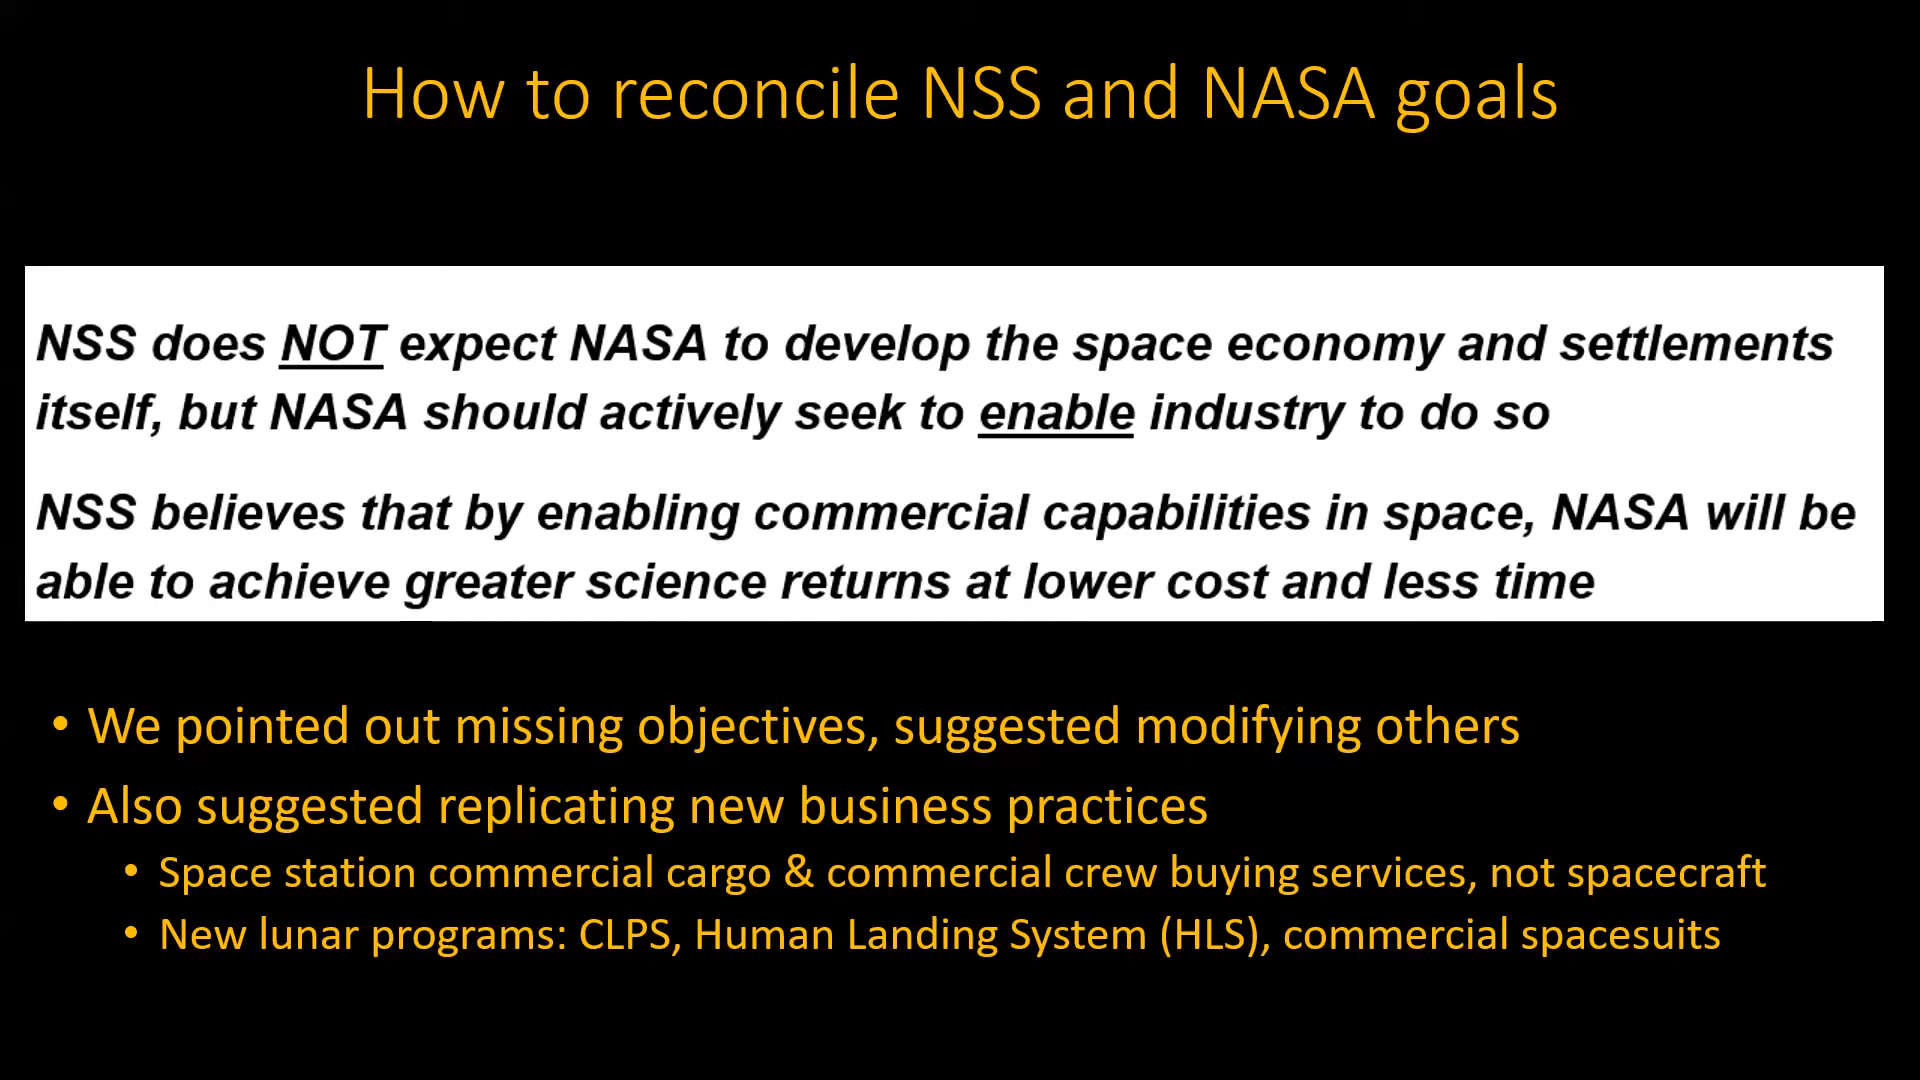 How to reconcile NSS and NASA goals
NSS does NOT expect NASA to develop the space economy and settlements
itself, but NASA should actively seek to enable industry to do so
NSS believes that by enabling commercial capabilities in space, NASA will be
able to achieve greater science returns at lower cost and less time
• We pointed out missing objectives, suggested modifying others
• Also suggested replicating new business practices
• Space station commercial cargo & commercial crew buying services, not spacecraft
• New lunar programs: CLPS, Human Landing System (HLS), commercial spacesuits